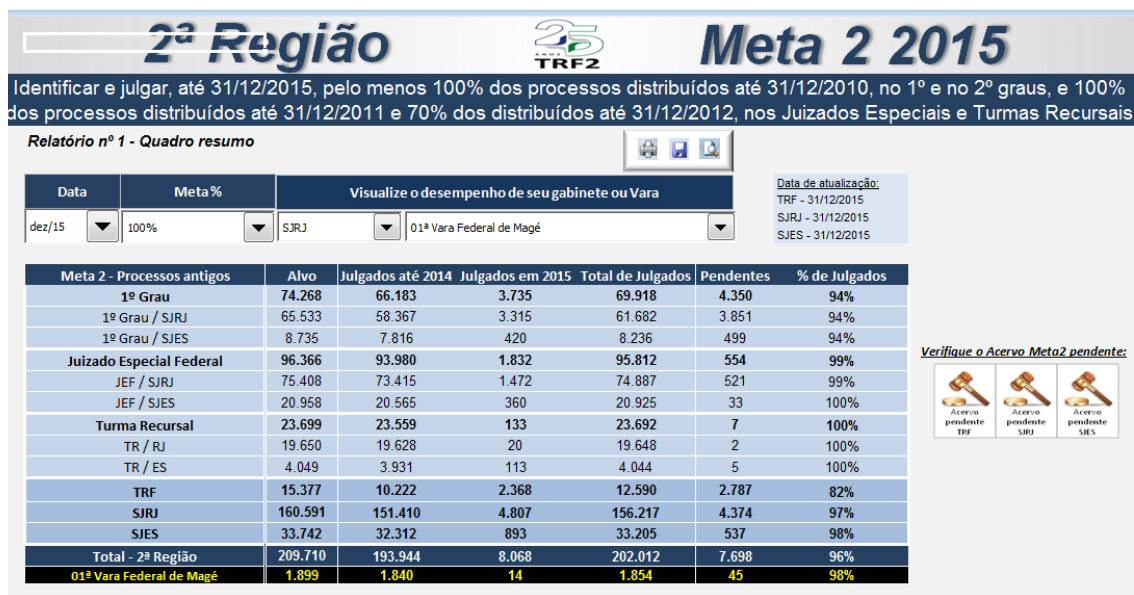 2ª Região
25
ANOS
TRF2
Meta 2 2015
Identificar e julgar, até 31/12/2015, pelo menos 100% dos processos distribuídos até 31/12/2010, no 1º e no 2º graus, e 100%
dos processos distribuídos até 31/12/2011 e 70% dos distribuídos até 31/12/2012, nos Juizados Especiais e Turmas Recursais
Relatório nº 1 - Quadro resumo
Data Meta% Visualize o desempenho de seu gabinete ou Vara
dez/15 100% SJRJ 01ª Vara Federal de Magé
Data de atualização:
TRF - 31/12/2015
SJRJ - 31/12/2015
SJES - 31/12/2015
Meta 2 - Processos antigos Alvo Julgados até 2014 Julgados em 2015 Total de Julgados Pendentes % de Julgados
1º Grau 74.268 66.183 3.735 69.918 4.350 94%
1º Grau / SJRJ 65.533 58.367 3.315 61.682 3.851 94%
1º Grau / SJES 8.735 7.816 420 8.236 499 94%
Juizado Especial Federal 96.366 93.980 1.832 95.812 554 99%
JEF / SJRJ 75.408 73.415 1.472 74.887 521 99%
JEF / SJES 20.958 20.565 360 20.925 33 100%
Turma Recursal 23.699 23.559 133 23.692 7 100%
TR / RJ 19.650 19.628 20 19.648 2 100%
TR / ES 4.049 3.931 113 4.044 5 100%
TRF 15.377 10.222 2.368 12.590 2.787 82%
SJRJ 160.591 151.410 4.807 156.217 4.374 97%
SJES 33.742 32.312 893 33.205 537 98%
Total - 2ª Região 209.710 193.944 8.068 202.012 7.698 96%
01ª Vara Federal de Magé 1.899 1.840 14 1.854 45 98%
Verifique o Acervo Meta2 pendente:
Acervo pendente TRF
Acervo pendente SJRJ
Acervo pendente SJES